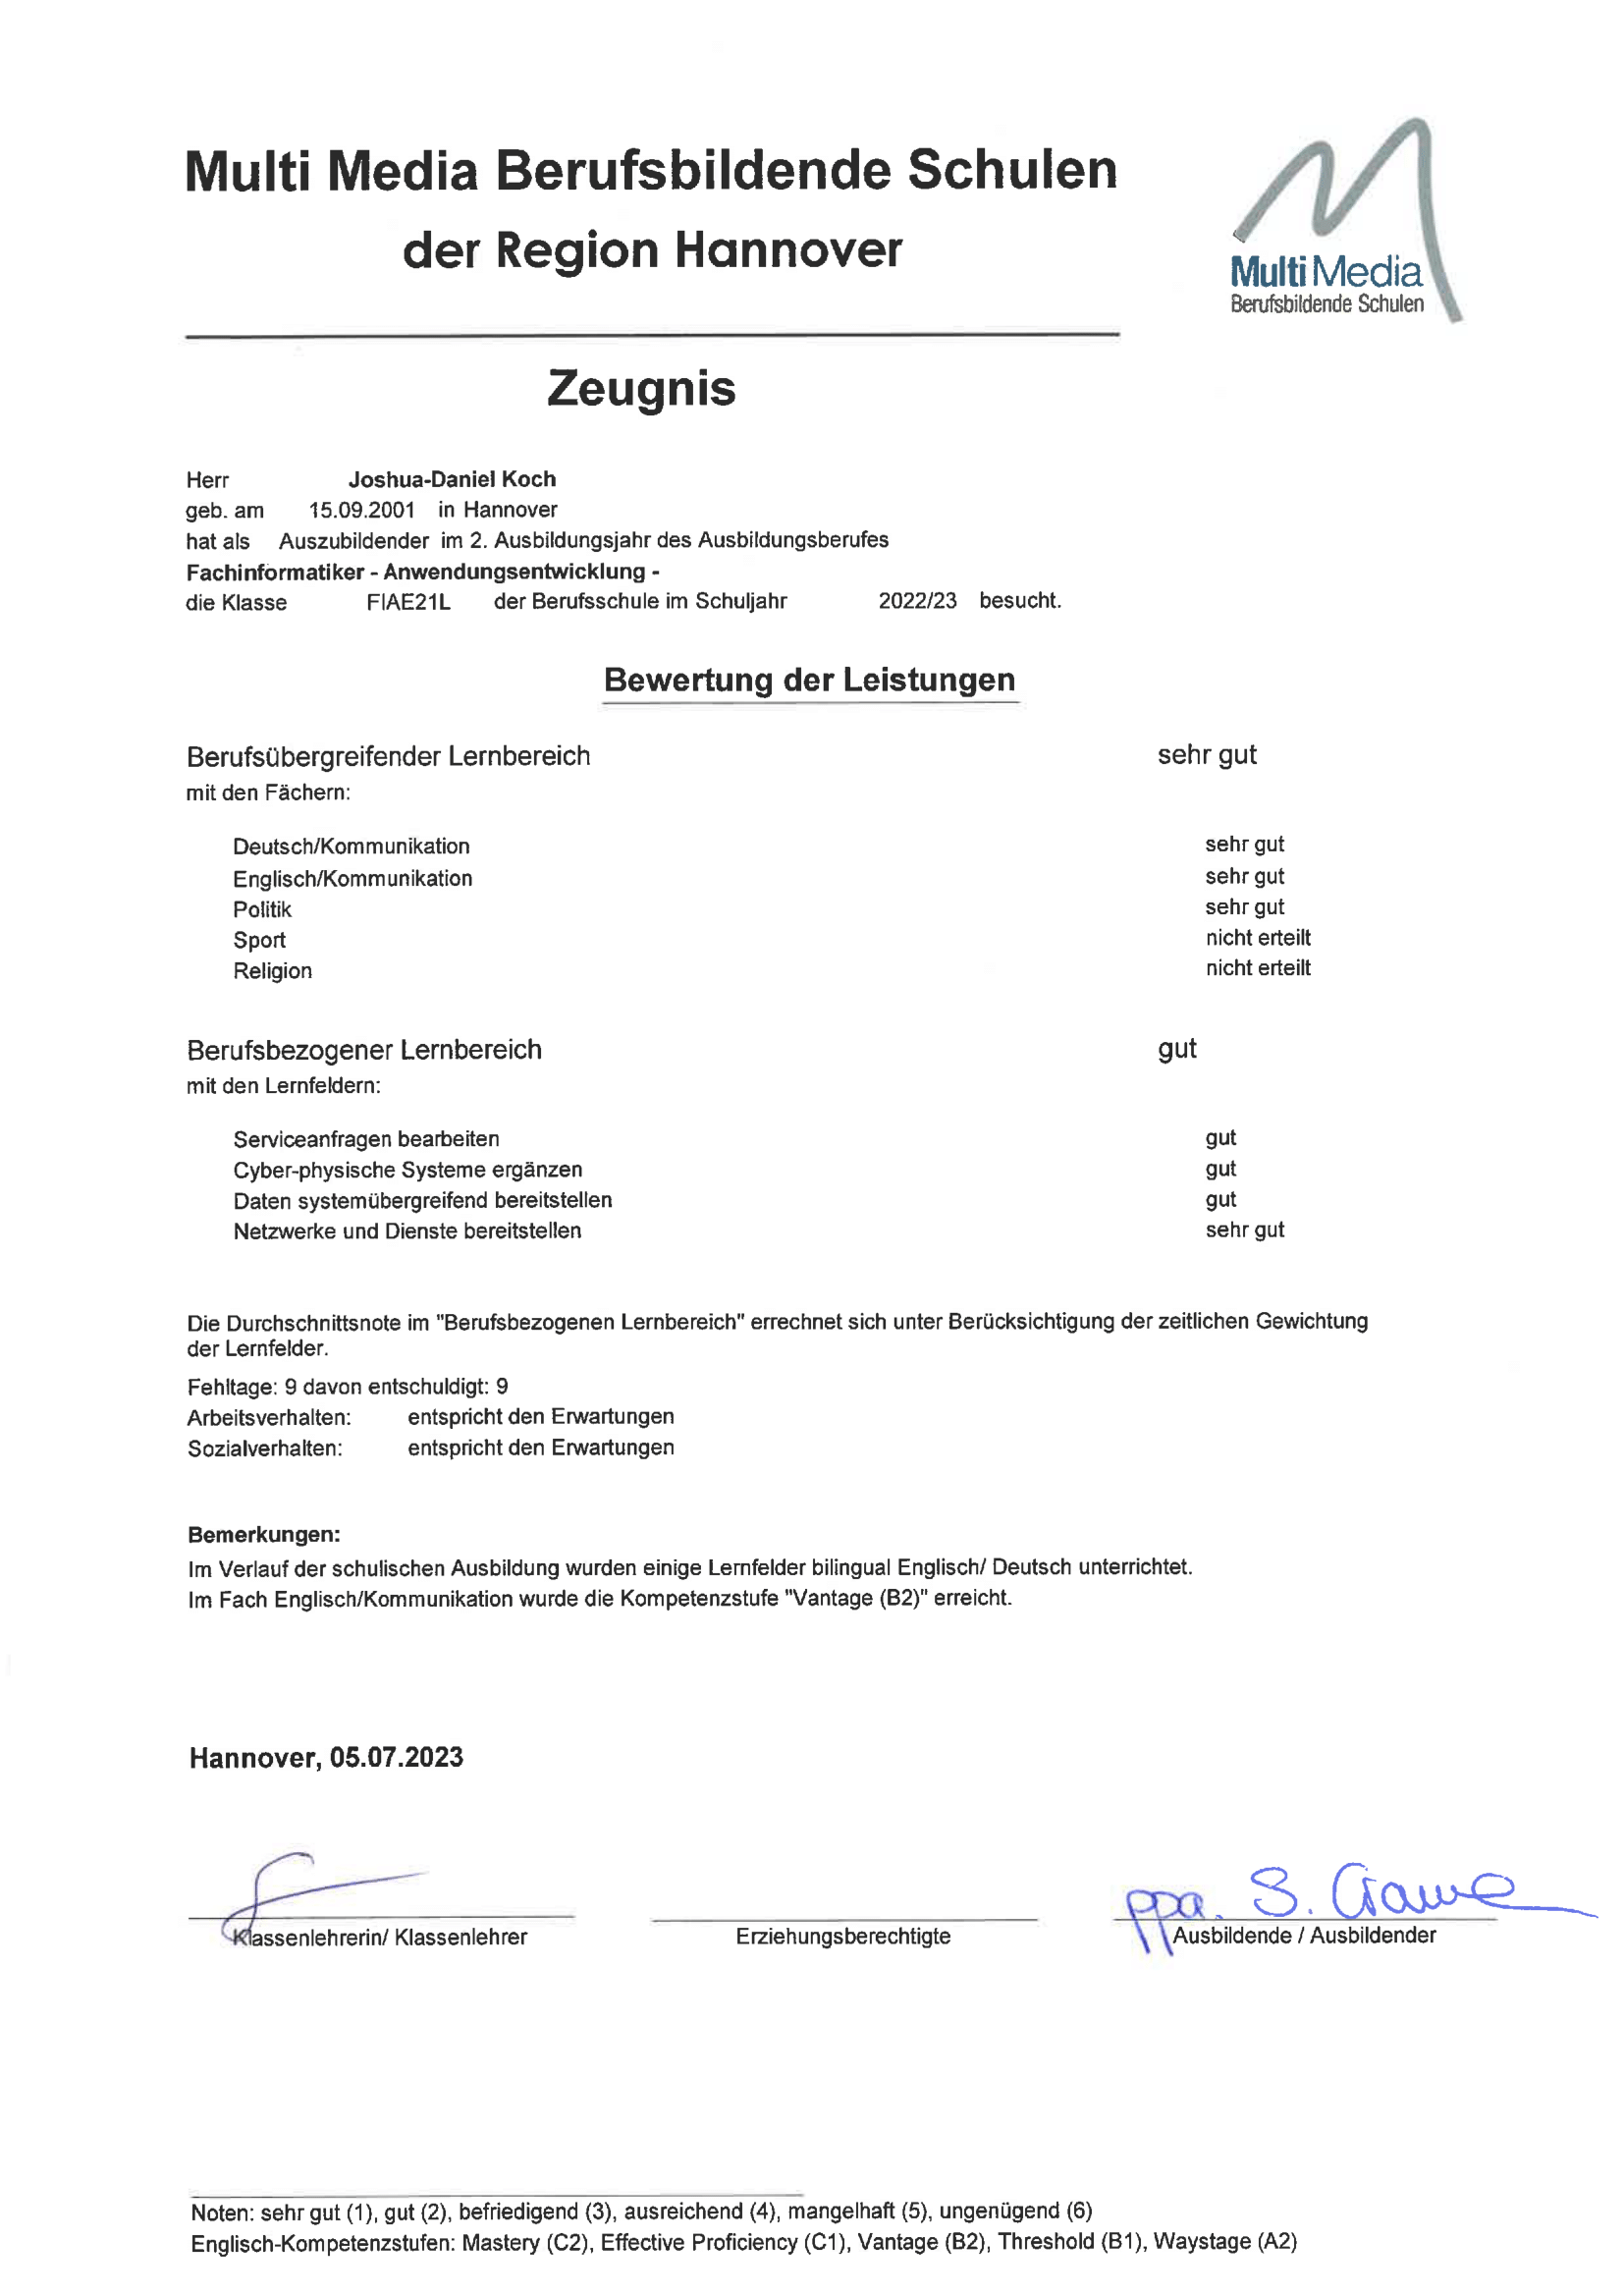 Multi Media Berufsbildende Schulen
der Region Hannover
MultiMedia
Berufsbildende Schulen
Zeugnis
Herr Joshua-Daniel Koch
geb. am 15.09.2001 in Hannover
hat als Auszubildender im 2. Ausbildungsjahr des Ausbildungsberufes
Fachinformatiker - Anwendungsentwicklung -
die Klasse FIAE21L der Berufsschule im Schuljahr 2022/23 besucht.
Bewertung der Leistungen
Berufsübergreifender Lernbereich sehr gut
mit den Fächern:
Deutsch/Kommunikation sehr gut
Englisch/Kommunikation sehr gut
Politik sehr gut
Sport nicht erteilt
Religion nicht erteilt
Berufsbezogener Lernbereich gut
mit den Lernfeldern:
Serviceanfragen bearbeiten gut
Cyber-physische Systeme ergänzen gut
Daten systemübergreifend bereitstellen gut
Netzwerke und Dienste bereitstellen sehr gut
Die Durchschnittsnote im "Berufsbezogenen Lernbereich" errechnet sich unter Berücksichtigung der zeitlichen Gewichtung
der Lernfelder.
Fehltage: 9 davon entschuldigt: 9
Arbeitsverhalten: entspricht den Erwartungen
Sozialverhalten: entspricht den Erwartungen
Bemerkungen:
Im Verlauf der schulischen Ausbildung wurden einige Lernfelder bilingual Englisch/ Deutsch unterrichtet.
Im Fach Englisch/Kommunikation wurde die Kompetenzstufe "Vantage (B2)" erreicht.
Hannover, 05.07.2023
ppa. S.
Klassenlehrerin/ Klassenlehrer Erziehungsberechtigte Ausbildende / Ausbildender
Noten: sehr gut (1), gut (2), befriedigend (3), ausreichend (4), mangelhaft (5), ungenügend (6)
Englisch-Kompetenzstufen: Mastery (C2), Effective Proficiency (C1), Vantage (B2), Threshold (B1), Waystage (A2)